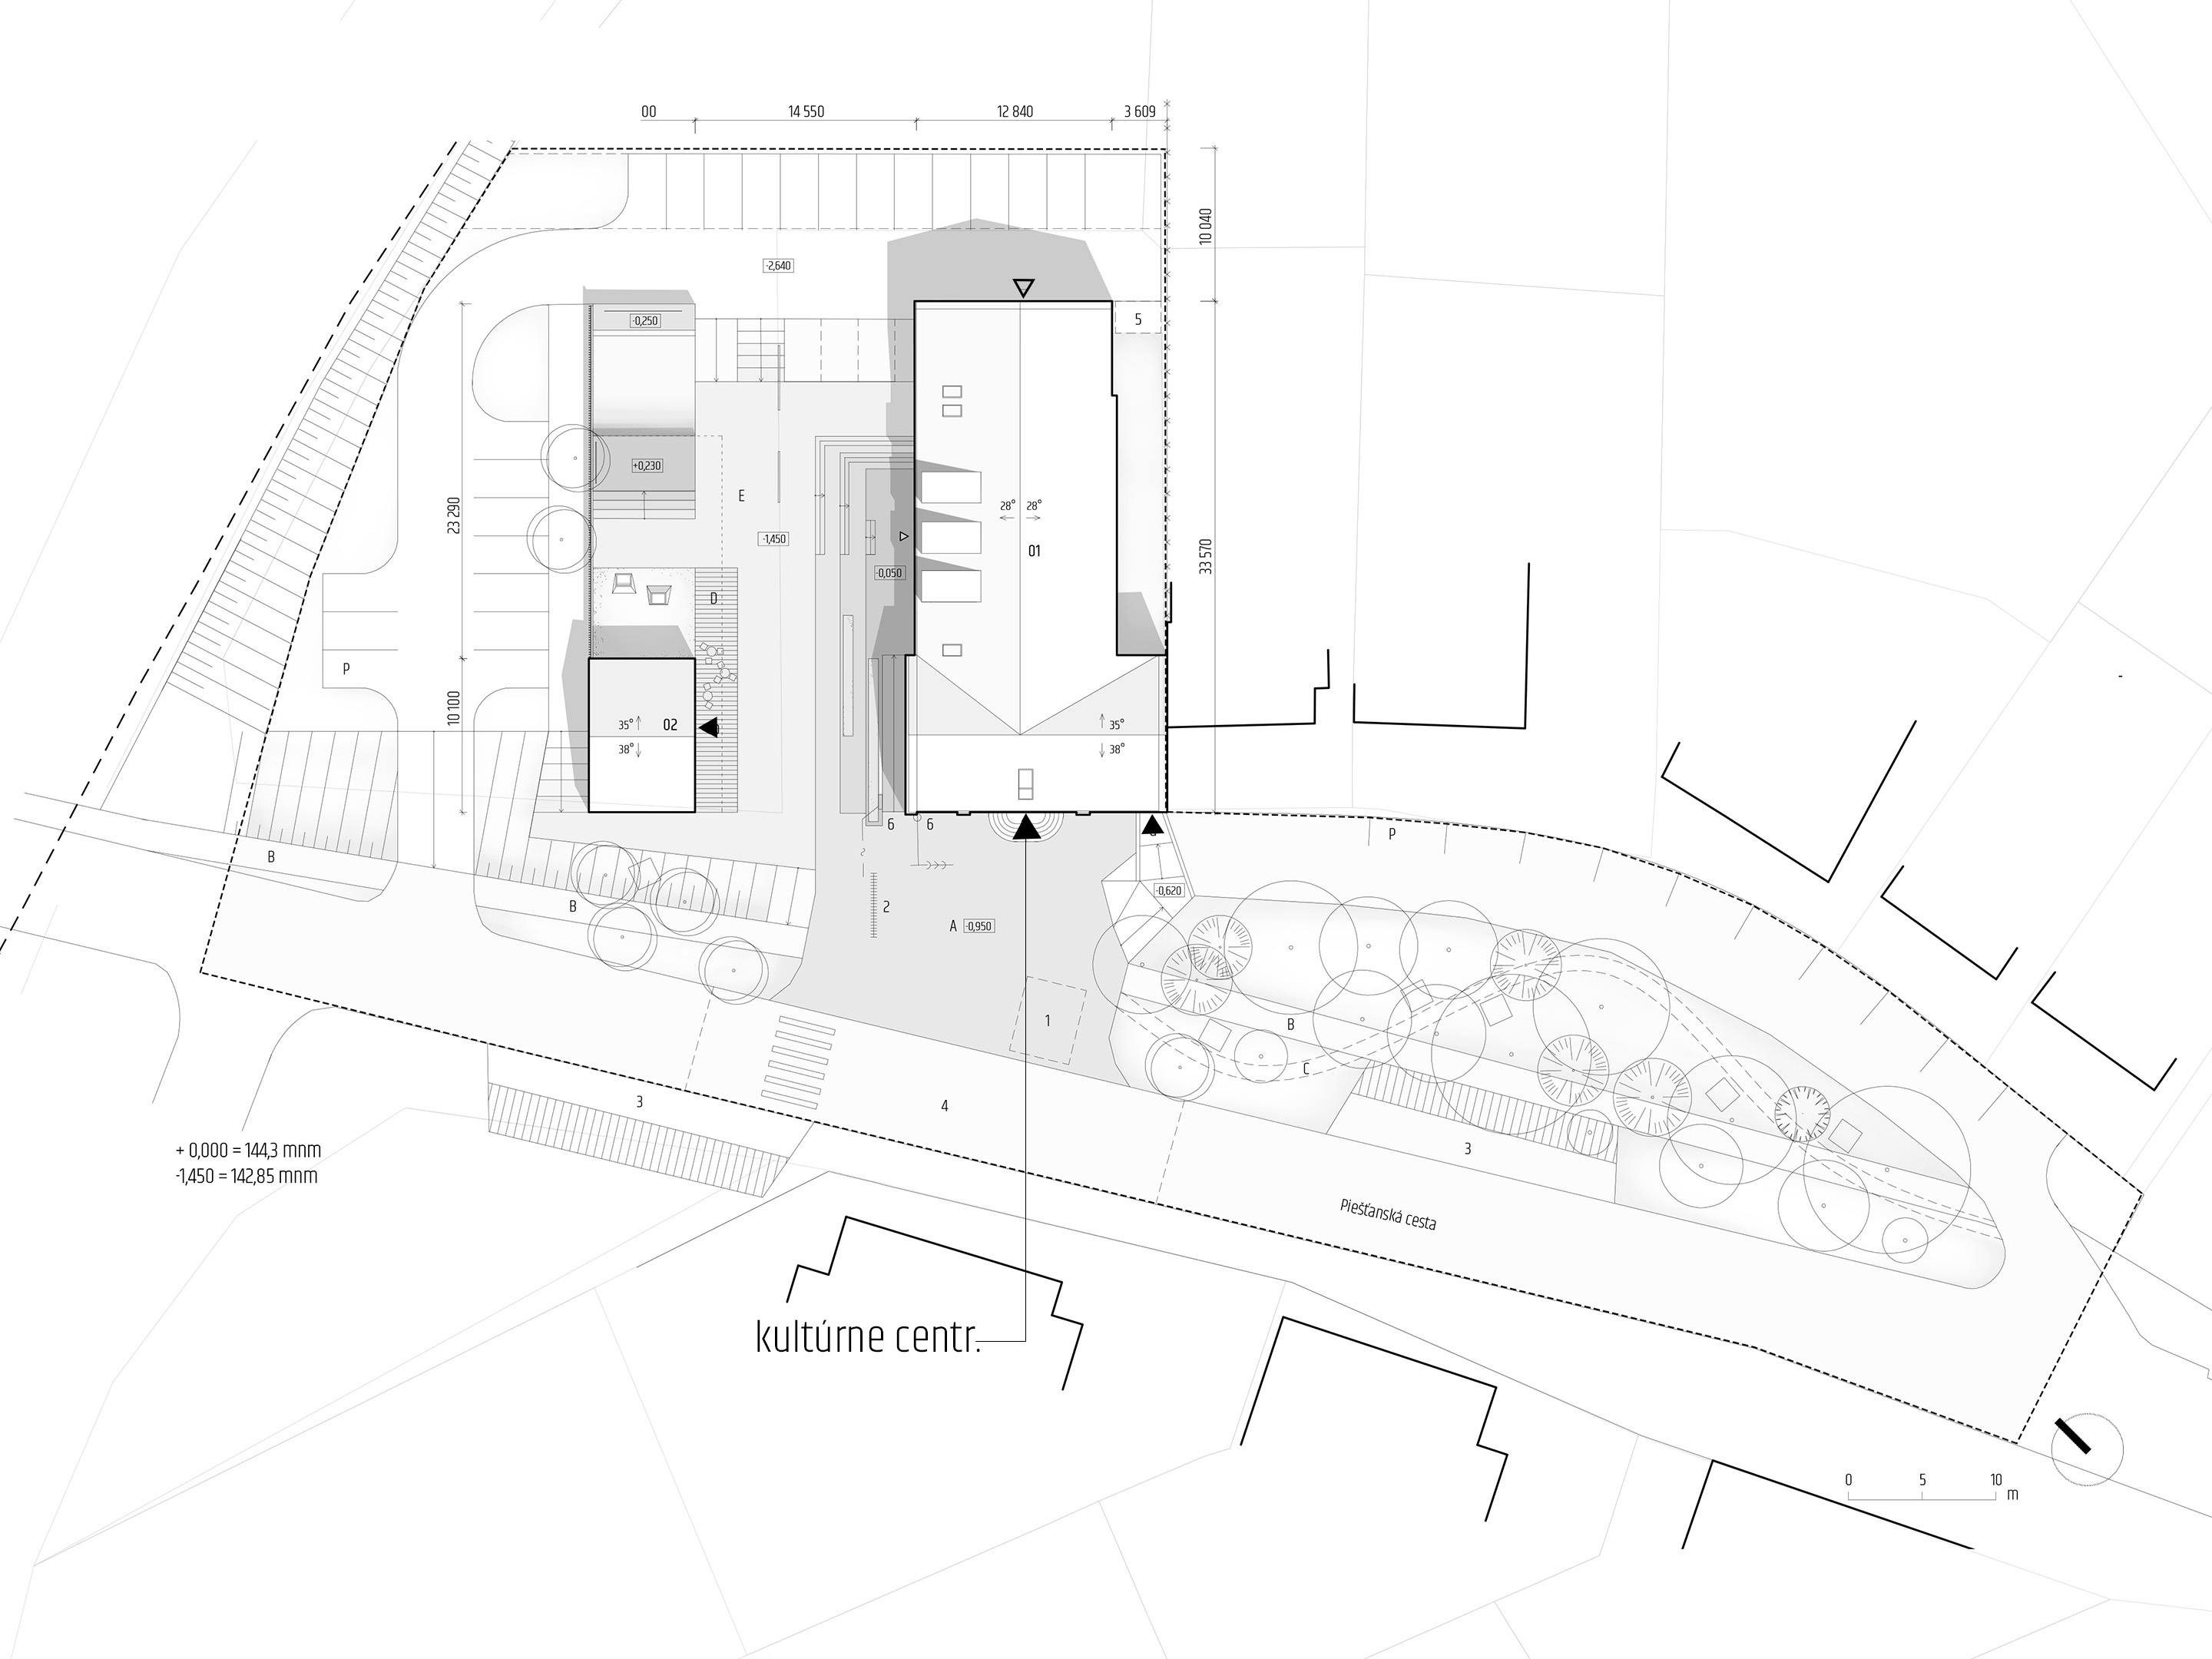 00 14 550 12 840 3 609
10 040
-2,640
-0,250
5
+0,230
E
23 290
28° 28°
-1,450
01
33 570
-0,050
D
P
10 100
35° 02
38°
35°
38°
6 6
P
B
-0,620
B
2
A -0,950
1
B
C
3
4
3
+ 0,000 = 144,3 mnm
-1,450 = 142,85 mnm
Piešťanská cesta
kultúrne centr.
0 5 10
m